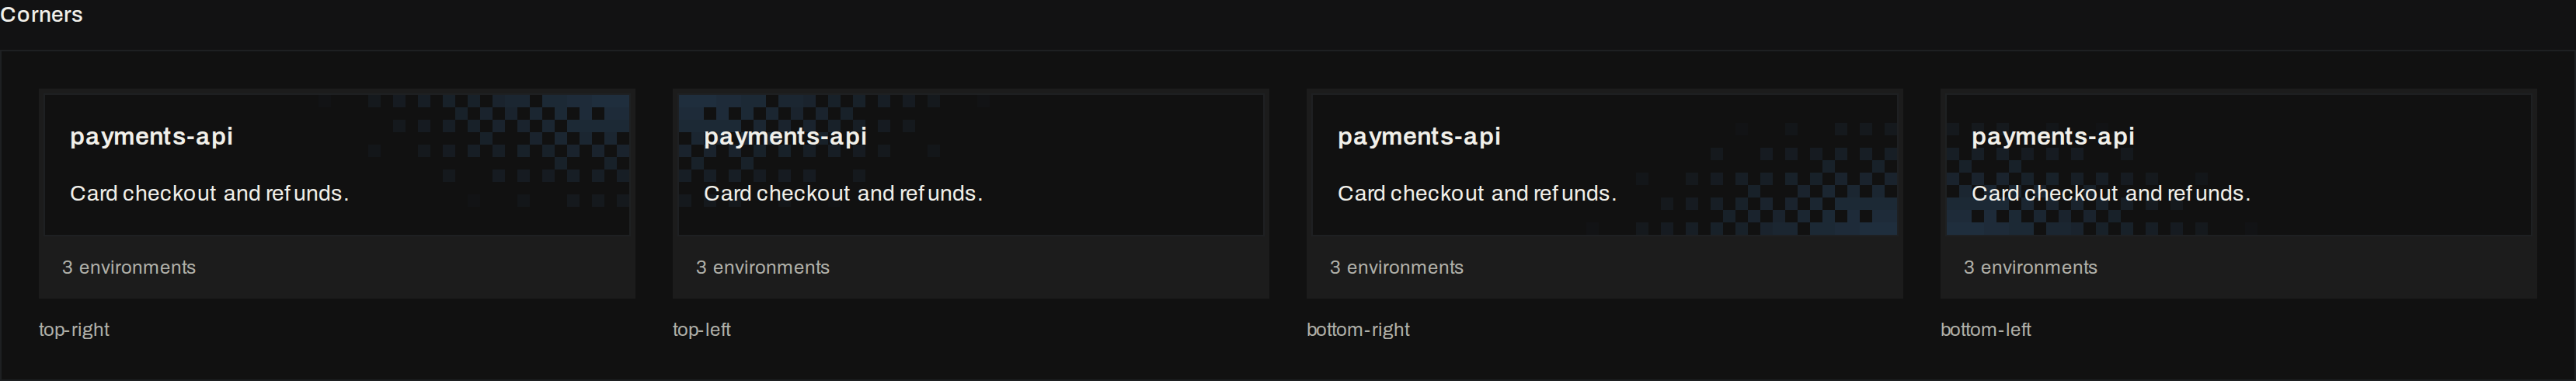 Corners
payments-api
Card checkout and refunds.
3 environments
top-right
payments-api
Card checkout and refunds.
3 environments
top-left
payments-api
Card checkout and refunds.
3 environments
bottom-right
payments-api
Card checkout and refunds.
3 environments
bottom-left